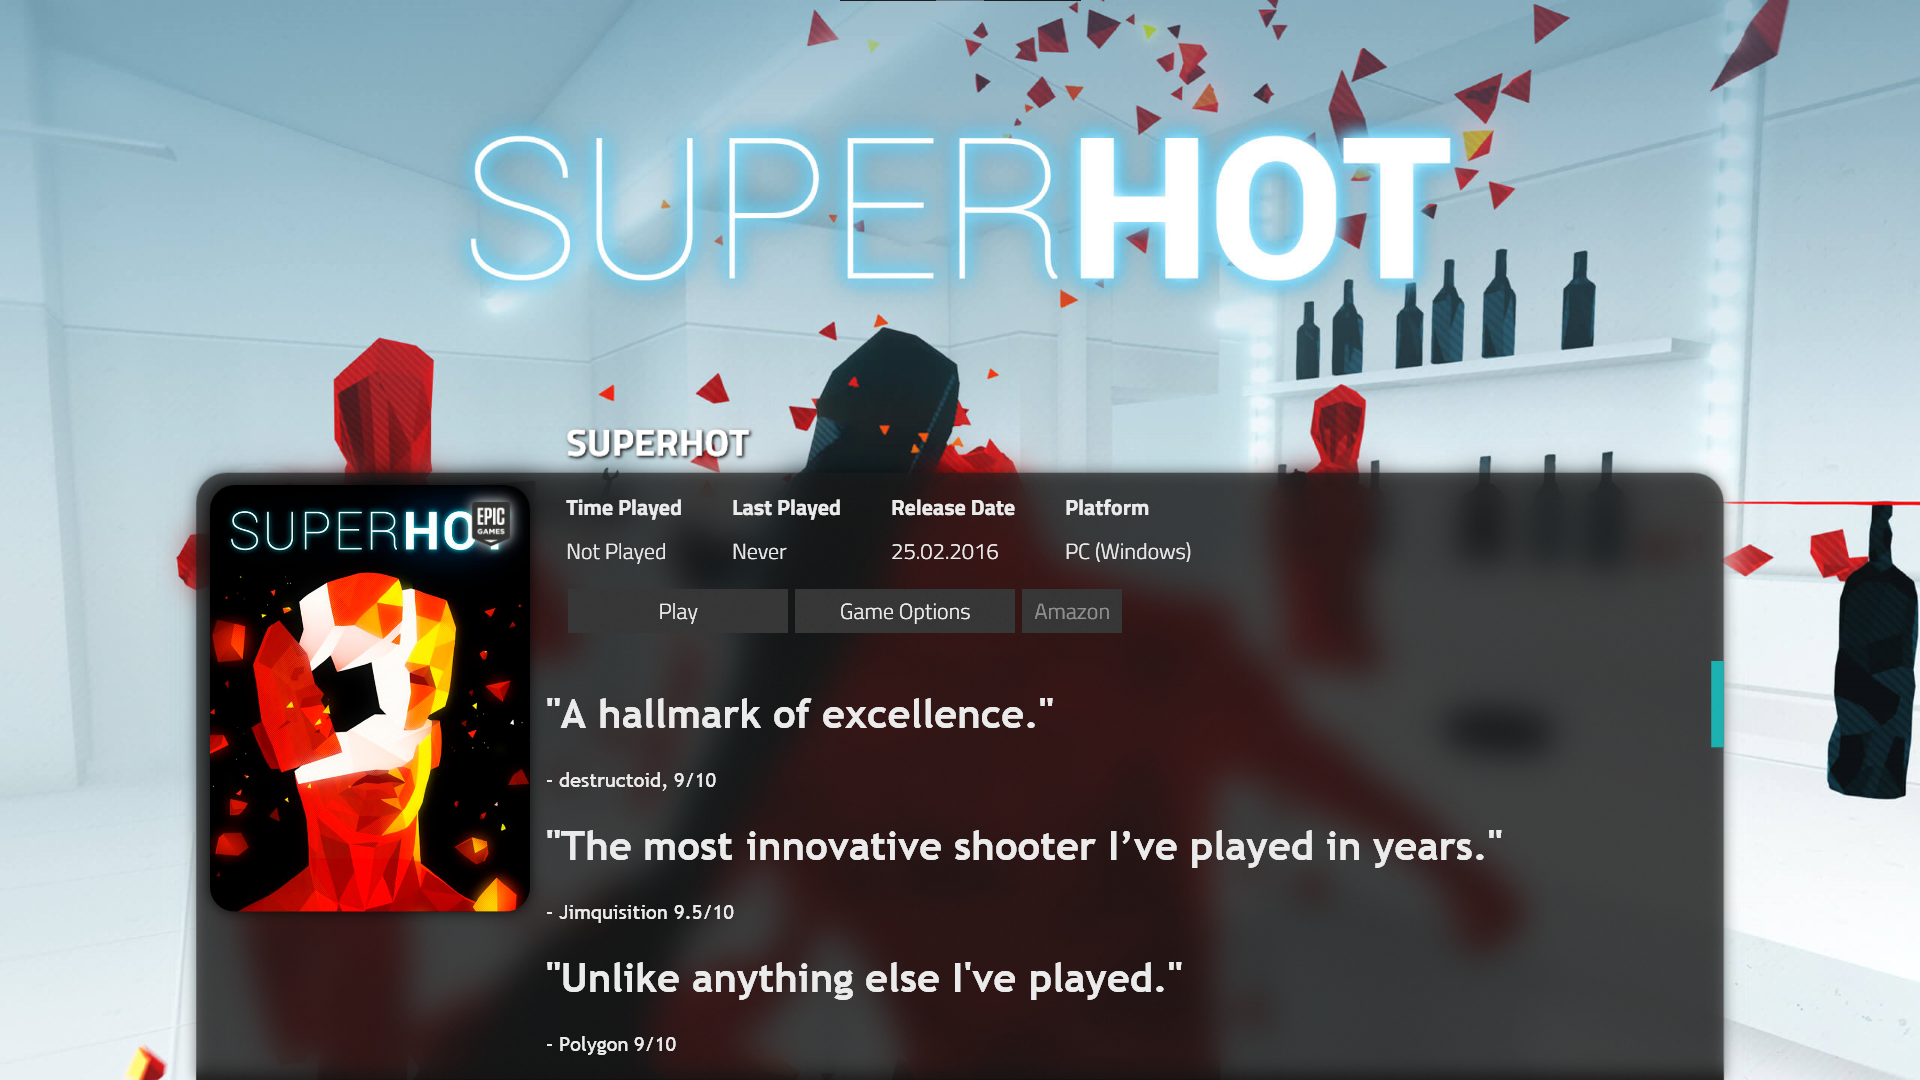 SUPERHOT
SUPERHOT
SUPERHO
EPIC
GAMES
Time Played Last Played Release Date Platform
Not Played Never 25.02.2016 PC (Windows)
Play Game Options Amazon
"A hallmark of excellence."
- destructoid, 9/10
"The most innovative shooter I’ve played in years."
- Jimquisition 9.5/10
"Unlike anything else I've played."
- Polygon 9/10